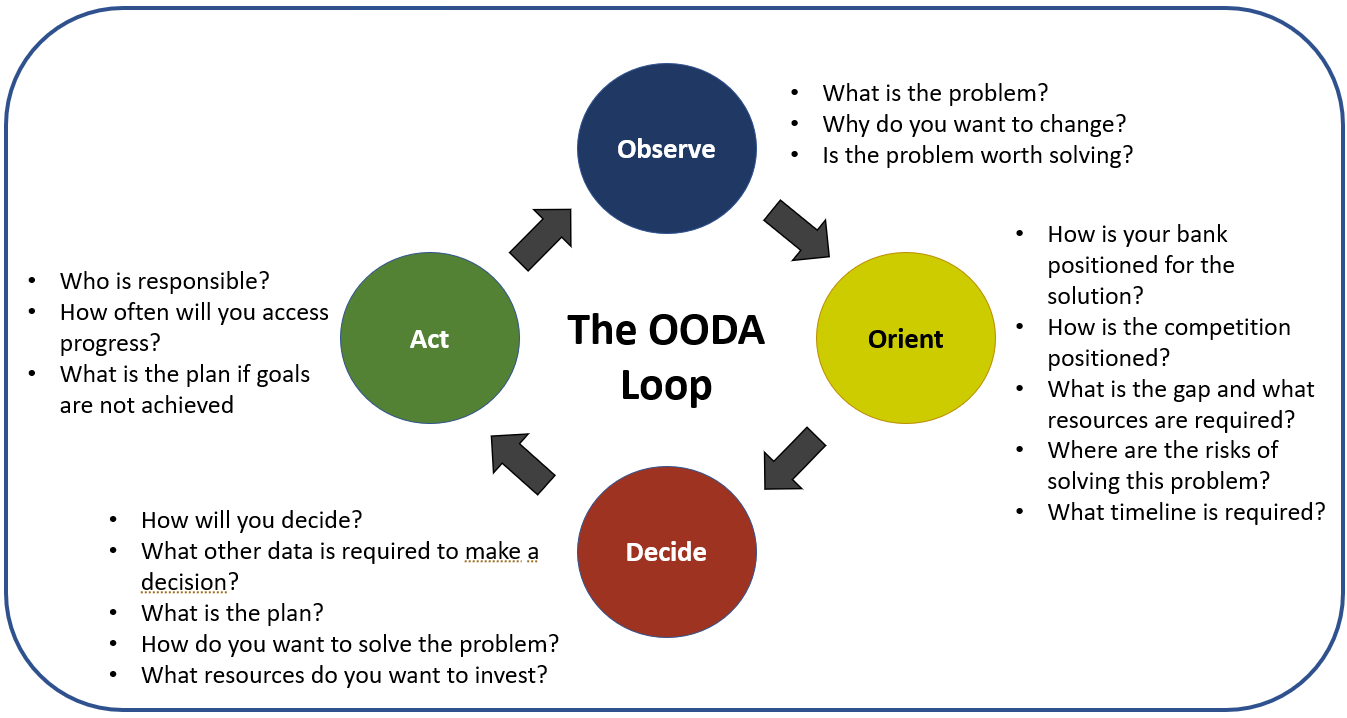 Observe
• What is the problem?
• Why do you want to change?
• Is the problem worth solving?
Orient
• How is your bank
positioned for the
solution?
• How is the competition
positioned?
• What is the gap and what
resources are required?
• Where are the risks of
solving this problem?
• What timeline is required?
The OODA
Loop
Decide
• How will you decide?
• What other data is required to make a
decision?
• What is the plan?
• How do you want to solve the problem?
• What resources do you want to invest?
Act
• Who is responsible?
• How often will you access
progress?
• What is the plan if goals
are not achieved